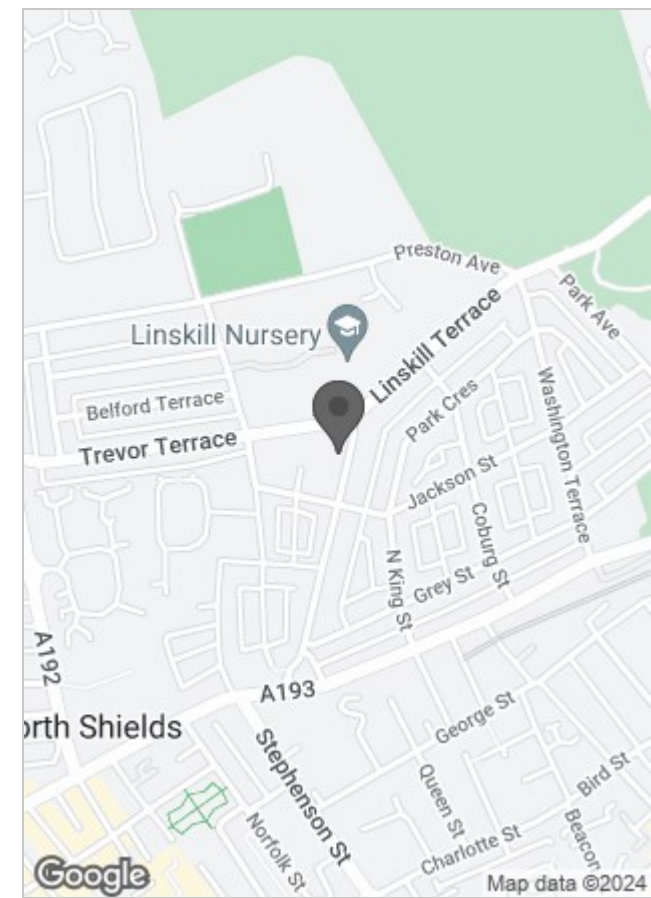 Preston Ave
Park Ave
Linskill Nursery
Linskill Terrace
Belford Terrace
Park Cres
Washington Terrace
Trevor Terrace
Jackson St
Coburg St
N King St
Grey St
A192
A193
orth Shields
George St
Stephenson St
Queen St
Bird St
Norfolk St
Charlotte St
Beacon
Google
Map data ©2024